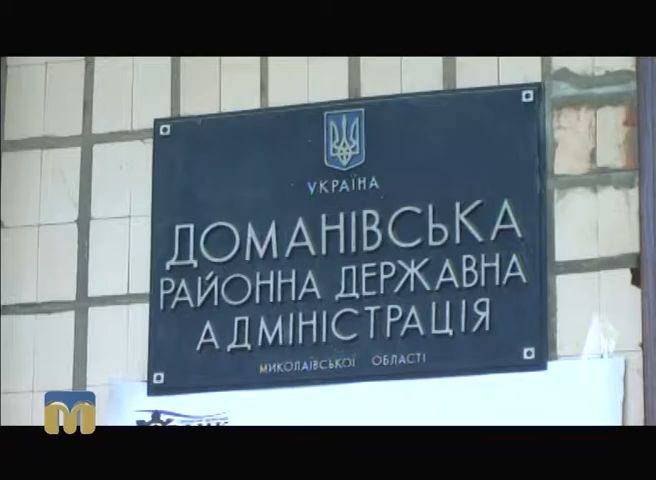 УКРАЇНА
ДОМАНІВСЬКА
РАЙОННА ДЕРЖАВНА
АДМІНІСТРАЦІЯ
МИКОЛАЇВСЬКОЇ ОБЛАСТІ